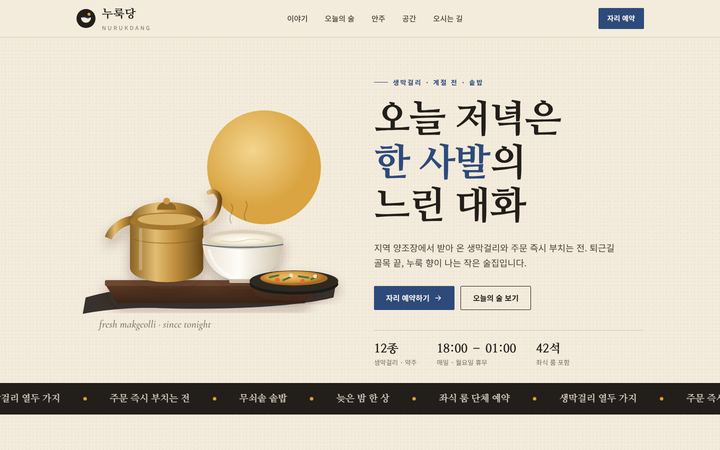 누룩당
NURUKDANG
이야기 오늘의 술 안주 공간 오시는 길
자리 예약
생막걸리 · 계절 전 · 솥밥
오늘 저녁은
한 사발의
느린 대화
지역 양조장에서 받아 온 생막걸리와 주문 즉시 부치는 전. 퇴근길
골목 끝, 누룩 향이 나는 작은 술집입니다.
자리 예약하기 → 오늘의 술 보기
fresh makgeolli · since tonight
12종 18:00 – 01:00 42석
생막걸리 · 약주 매일 · 월요일 휴무 좌식 룸 포함
걸리 열두 가지 • 주문 즉시 부치는 전 • 무쇠솥 솥밥 • 늦은 밤 한 상 • 좌식 룸 단체 예약 • 생막걸리 열두 가지 • 주문 즉